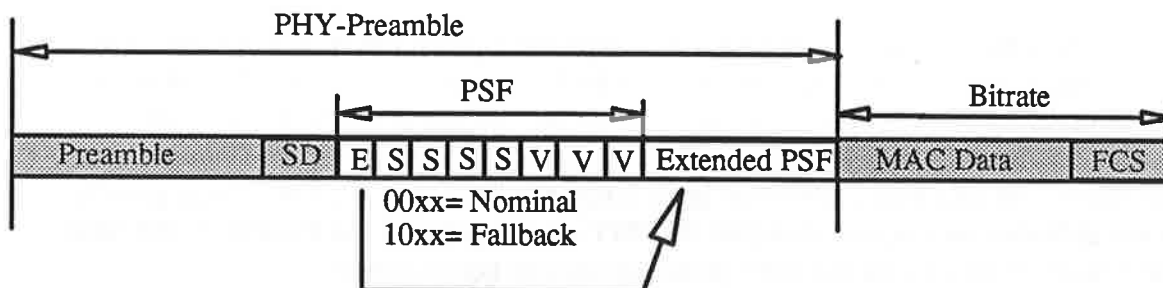 PHY-Preamble
PSF
Bitrate
Preamble SD E S S S S V V V Extended PSF MAC Data FCS
00xx= Nominal
10xx= Fallback